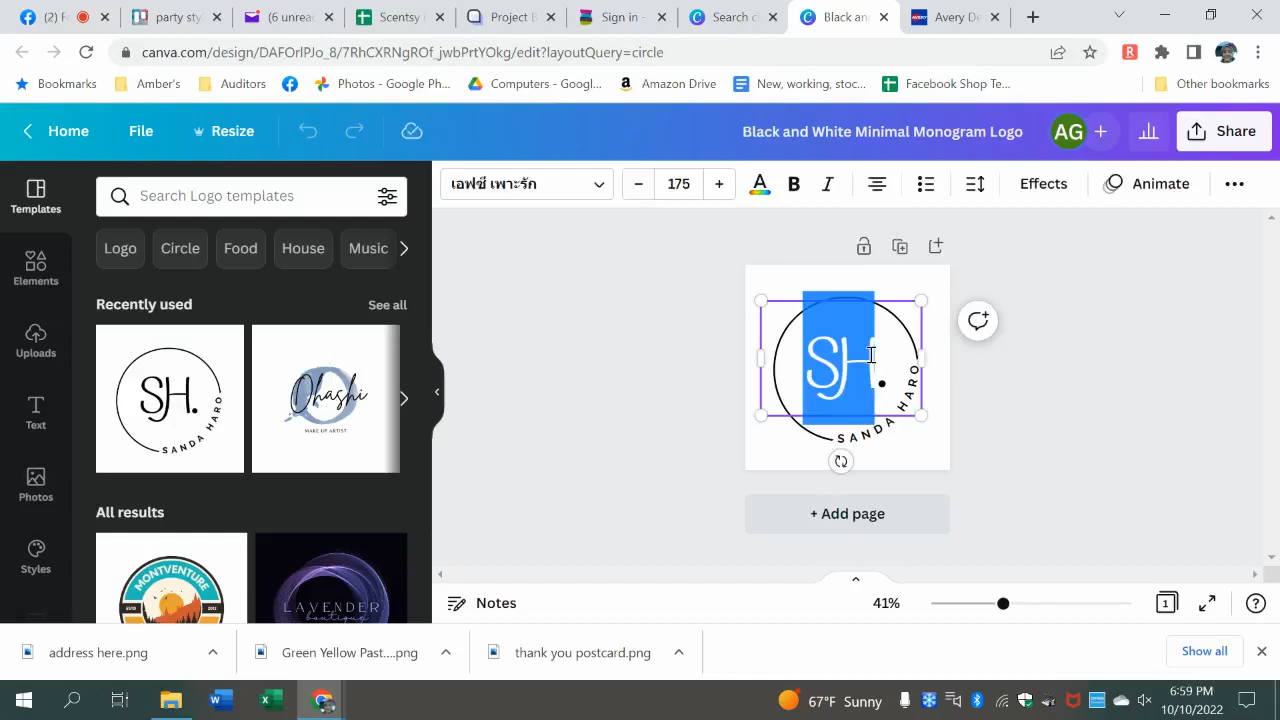 (2) F
party sty
(6 unrea
Scentsy
Project B
Sign in -
Search c
Black an
Avery De
canva.com/design/DAFOrlPJo_8/7RhCXRNgROf_jwbPrtYOkg/edit?layoutQuery=circle
Bookmarks
Amber's
Auditors
Photos - Google Ph...
Computers - Googl...
Amazon Drive
New, working, stoc...
Facebook Shop Te...
Other bookmarks
Home
File
Resize
Black and White Minimal Monogram Logo
AG
Share
Templates
Elements
Uploads
Text
Photos
Styles
Search Logo templates
Logo
Circle
Food
House
Music
Recently used
See all
SH.
SANDA HARO
Ohashi
MAKE UP ARTIST
All results
MONTVENTURE
LAVENDER
boutique
เอฟซี เพาะรัก
175
B
I
Effects
Animate
SH.
SANDA HARO
+ Add page
Notes
41%
1
address here.png
Green Yellow Past....png
thank you postcard.png
Show all
67°F Sunny
6:59 PM
10/10/2022